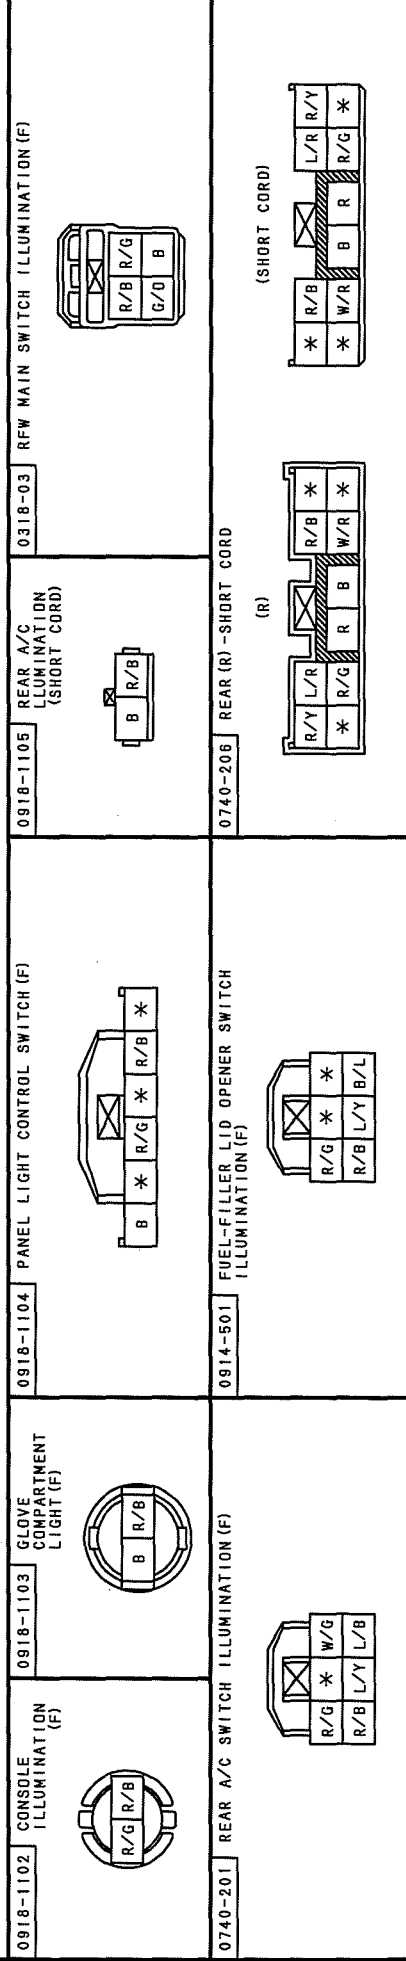 0918-1102 CONSOLE
ILLUMINATION
(F)
R/G R/B
0918-1103 GLOVE
COMPARTMENT
LIGHT (F)
B R/B
0918-1104 PANEL LIGHT CONTROL SWITCH (F)
B * R/G * R/B *
0918-1105 REAR A/C
ILLUMINATION
(SHORT CORD)
B R/B
0318-03 RFW MAIN SWITCH ILLUMINATION (F)
R/B R/G
G/O B
0740-201 REAR A/C SWITCH ILLUMINATION (F)
R/G * W/G
R/B L/Y L/B
0914-501 FUEL-FILLER LID OPENER SWITCH
ILLUMINATION (F)
R/G * *
R/B L/Y B/L
0740-206 REAR (R) -SHORT CORD
(R)
R/Y L/R R/B *
* R/G R B W/R *
(SHORT CORD)
* R/B L/R R/Y
* W/R B R R/G *